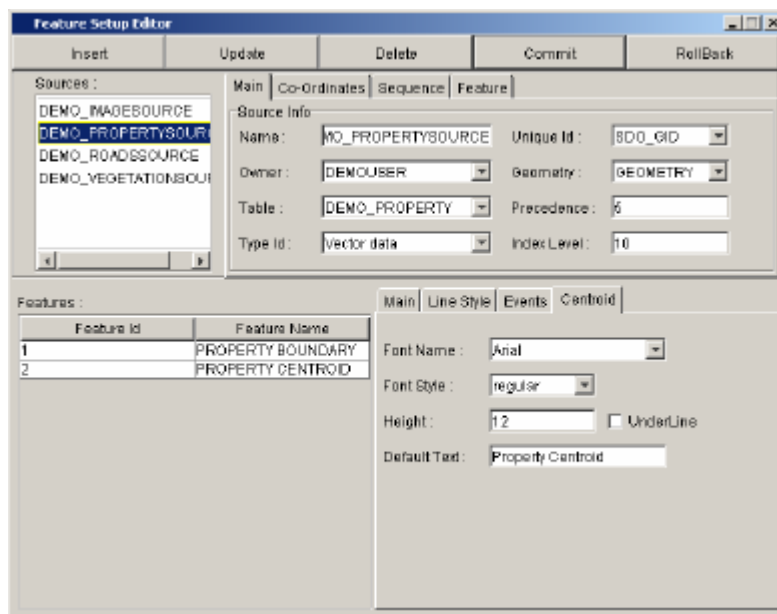 Feature Setup Editor
Insert Update Delete Commit RollBack
Sources :
DEMO_IMAGESOURCE
DEMO_PROPERTYSOUR
DEMO_ROADSSOURCE
DEMO_VEGETATIONSOU
Main Co-Ordinates Sequence Feature
Source Info
Name : MO_PROPERTYSOURCE Unique Id : SDO_GID
Owner : DEMOUSER Geometry : GEOMETRY
Table : DEMO_PROPERTY Precedence : 5
Type Id : Vector data Index Level : 10
Features :
Feature Id Feature Name
1 PROPERTY BOUNDARY
2 PROPERTY CENTROID
Main Line Style Events Centroid
Font Name : Arial
Font Style : regular
Height : 12 UnderLine
Default Text : Property Centroid